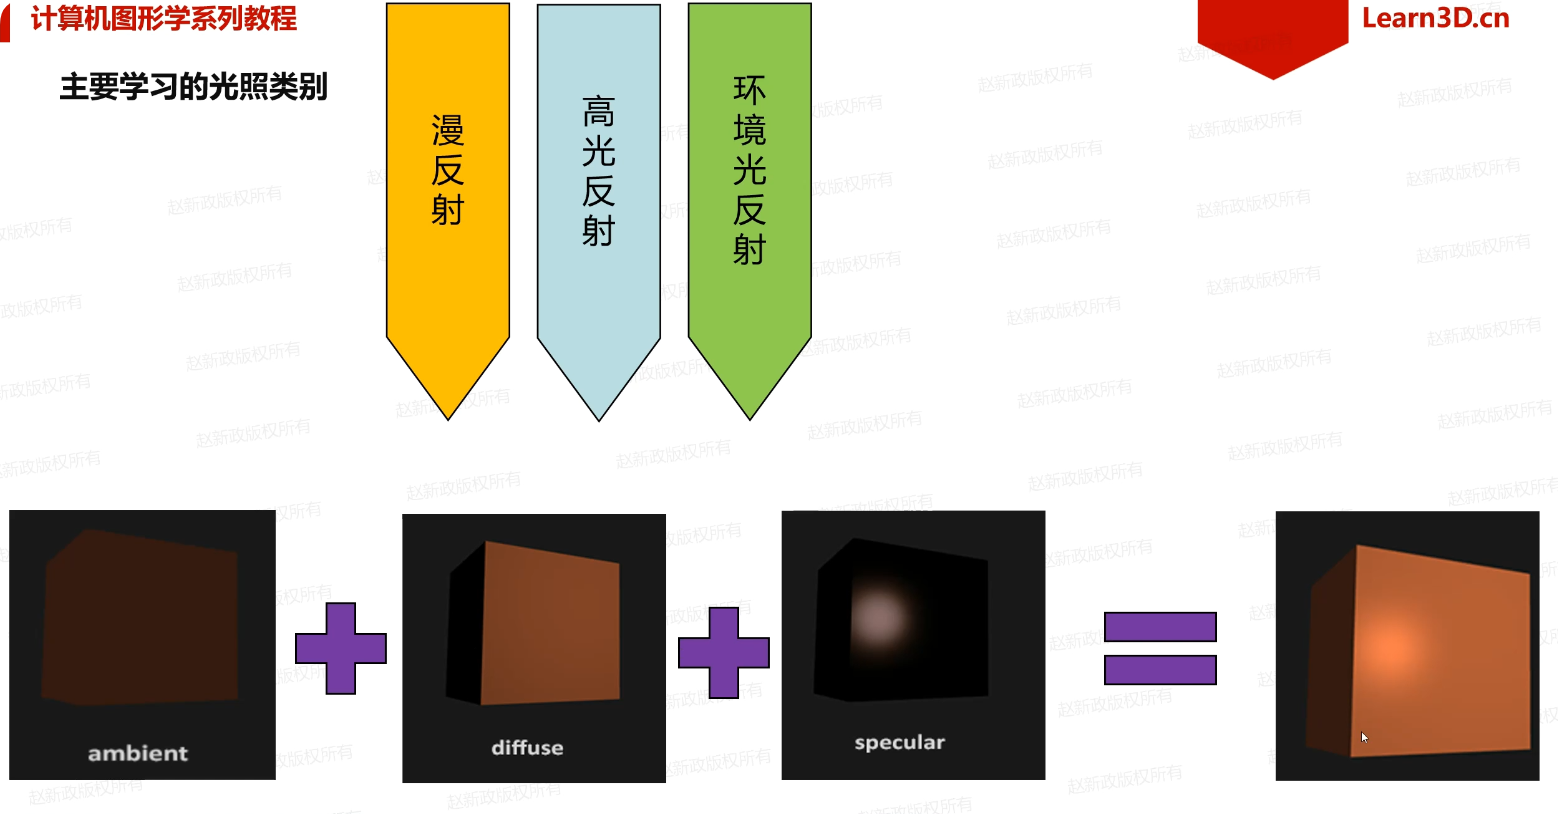 计算机图形学系列教程
Learn3D.cn
主要学习的光照类别
漫反射
高光反射
环境光反射
ambient
diffuse
specular
赵新政版权所有